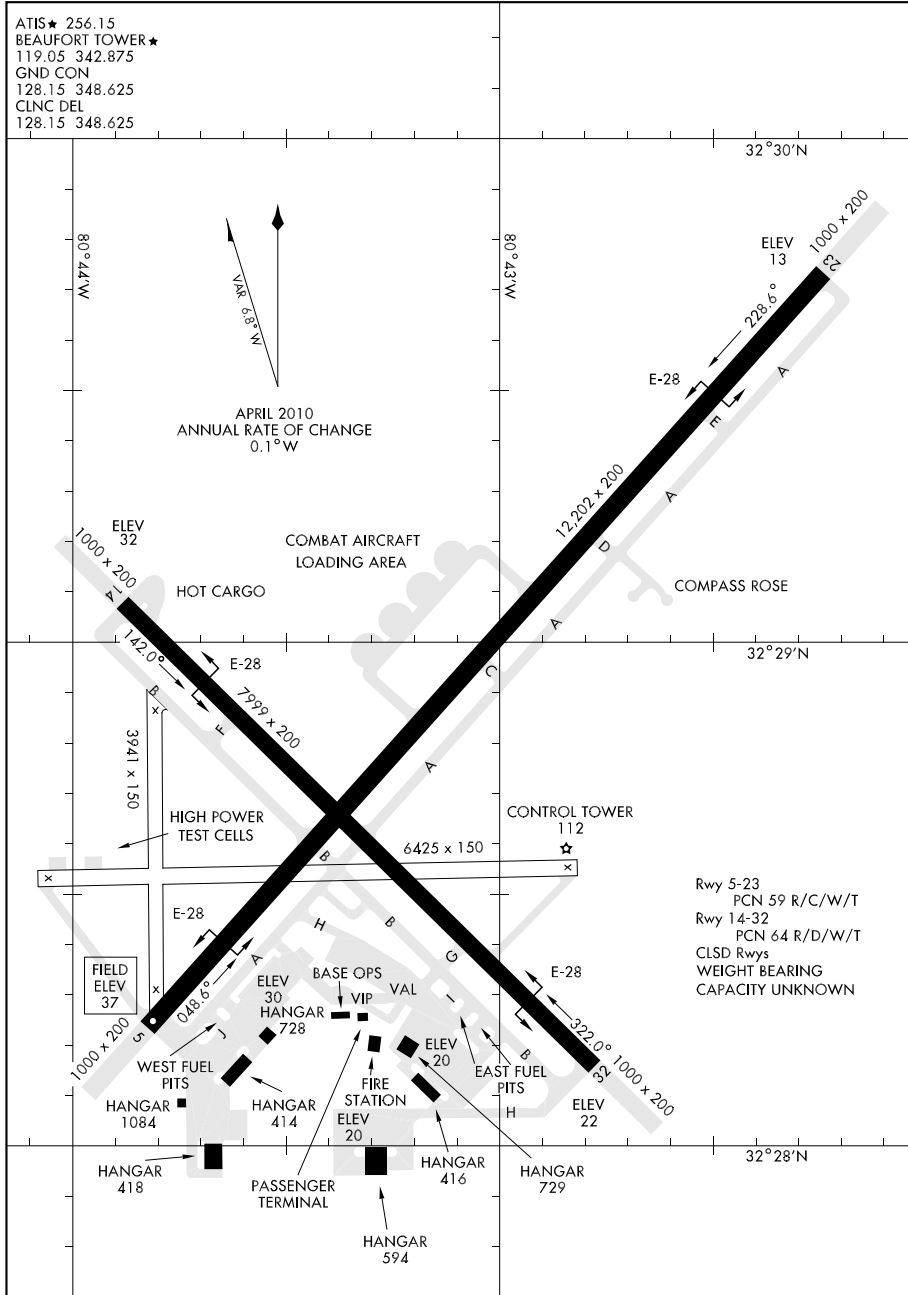 ATIS★ 256.15
BEAUFORT TOWER★
119.05 342.875
GND CON
128.15 348.625
CLNC DEL
128.15 348.625
32°30'N
80°44'W
80°43'W
VAR 6.8° W
APRIL 2010
ANNUAL RATE OF CHANGE
0.1° W
ELEV
13
1000 x 200
23
228.6°
E-28
A
E
A
12,202 x 200
D
COMPASS ROSE
A
C
A
COMBAT AIRCRAFT
LOADING AREA
ELEV
32
1000 x 200
14
HOT CARGO
142.0°
E-28
32°29'N
B
F
7999 x 200
3941 x 150
x
HIGH POWER
TEST CELLS
CONTROL TOWER
112
6425 x 150
x
x
B
Rwy 5-23
PCN 59 R/C/W/T
Rwy 14-32
PCN 64 R/D/W/T
CLSD Rwys
WEIGHT BEARING
CAPACITY UNKNOWN
E-28
H
B
A
G
FIELD
ELEV
37
x
048.6°
5
1000 x 200
ELEV
30
HANGAR
728
BASE OPS
VIP
VAL
I
E-28
J
322.0°
32
1000 x 200
WEST FUEL
PITS
FIRE
STATION
ELEV
20
EAST FUEL
PITS
B
H
ELEV
22
HANGAR
1084
HANGAR
414
ELEV
20
32°28'N
HANGAR
418
PASSENGER
TERMINAL
HANGAR
416
HANGAR
729
HANGAR
594